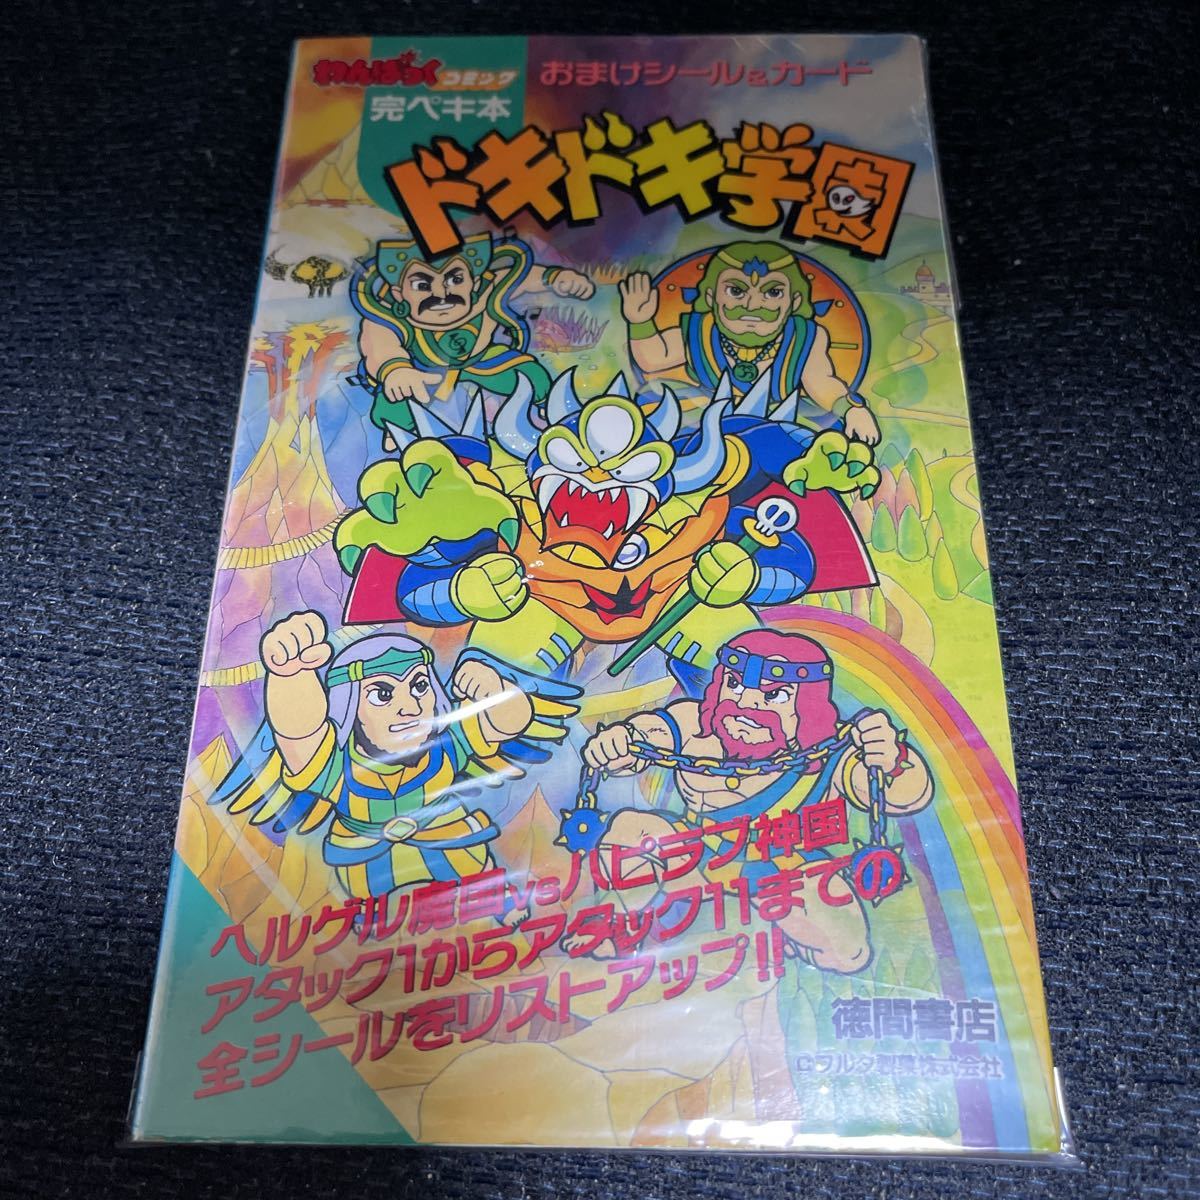 わんぱっくコミック
完ペキ本
おまけシール&カード
ドキドキ学園
ヘルゲル魔国vsハピラブ神国
アタック1からアタック11までの
全シールをリストアップ!!
徳間書店
©フルタ製菓株式会社